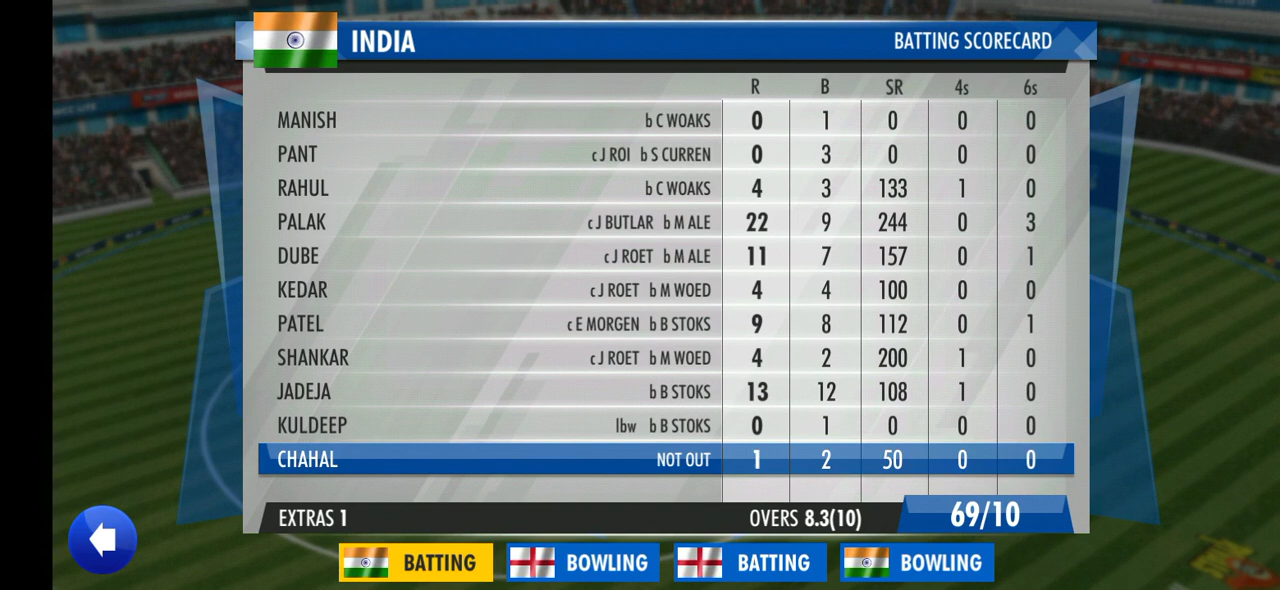 INDIA BATTING SCORECARD
R B SR 4s 6s
MANISH b C WOAKS 0 1 0 0 0
PANT c J ROI b S CURREN 0 3 0 0 0
RAHUL b C WOAKS 4 3 133 1 0
PALAK c J BUTLAR b M ALE 22 9 244 0 3
DUBE c J ROET b M ALE 11 7 157 0 1
KEDAR c J ROET b M WOED 4 4 100 0 0
PATEL c E MORGEN b B STOKS 9 8 112 0 1
SHANKAR c J ROET b M WOED 4 2 200 1 0
JADEJA b B STOKS 13 12 108 1 0
KULDEEP lbw b B STOKS 0 1 0 0 0
CHAHAL NOT OUT 1 2 50 0 0
EXTRAS 1 OVERS 8.3(10) 69/10
BATTING BOWLING BATTING BOWLING